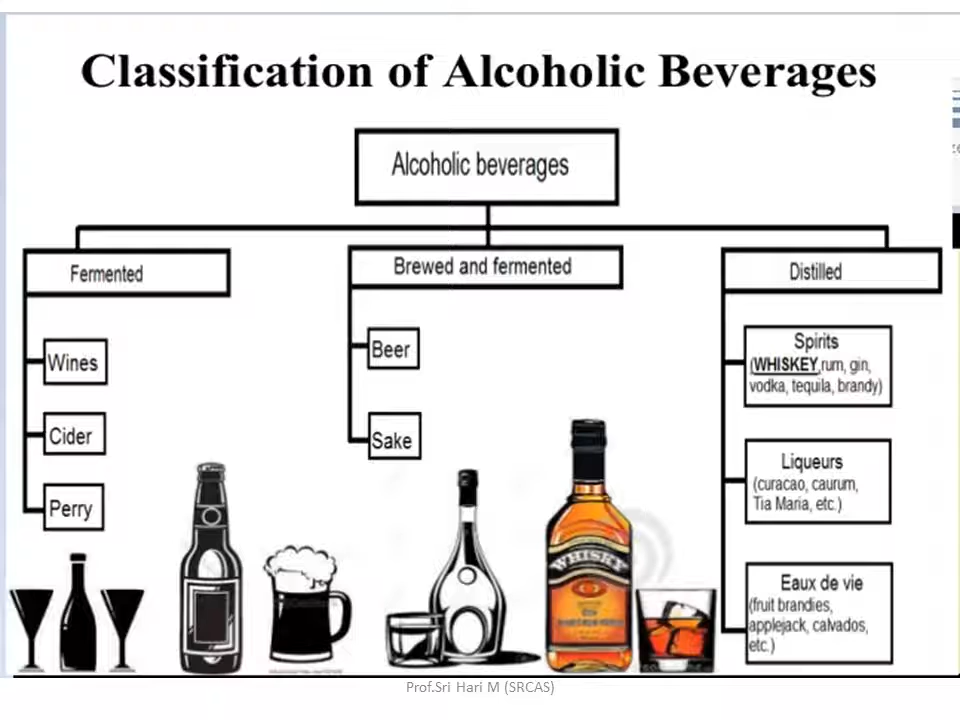 Classification of Alcoholic Beverages
Alcoholic beverages
Fermented
Wines
Cider
Perry
Brewed and fermented
Beer
Sake
Distilled
Spirits
(WHISKEY,rum, gin,
vodka, tequila, brandy)
Liqueurs
(curacao, caurum,
Tia Maria, etc.)
Eaux de vie
(fruit brandies,
applejack, calvados,
etc.)
WHISKY
Prof.Sri Hari M (SRCAS)